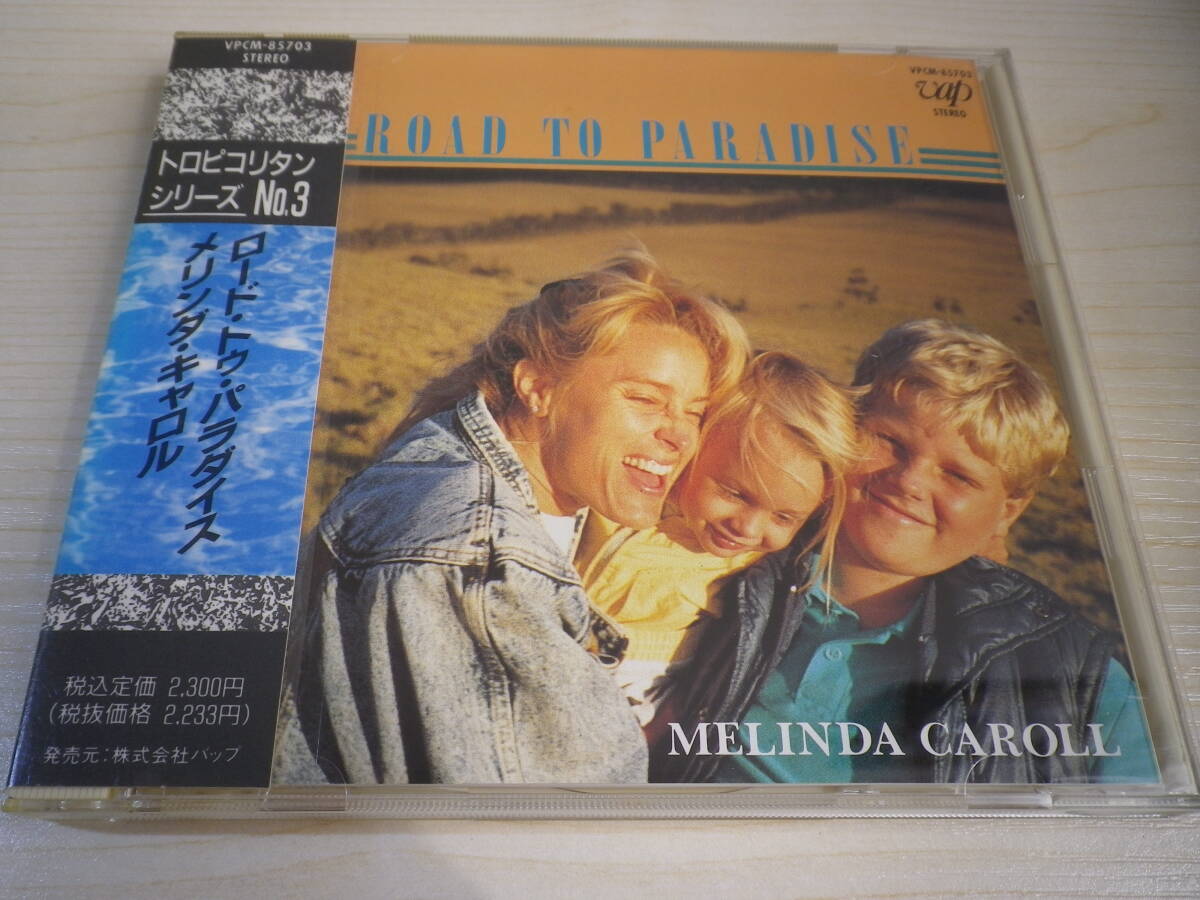 VPCM-85703
STEREO
トロピコリタン
シリーズ No.3
ロード・トゥ・パラダイス
メリンダ・キャロル
税込定価 2,300円
(税抜価格 2,233円)
発売元:株式会社バップ
VPCM-85703
vap
STEREO
ROAD TO PARADISE
MELINDA CAROLL